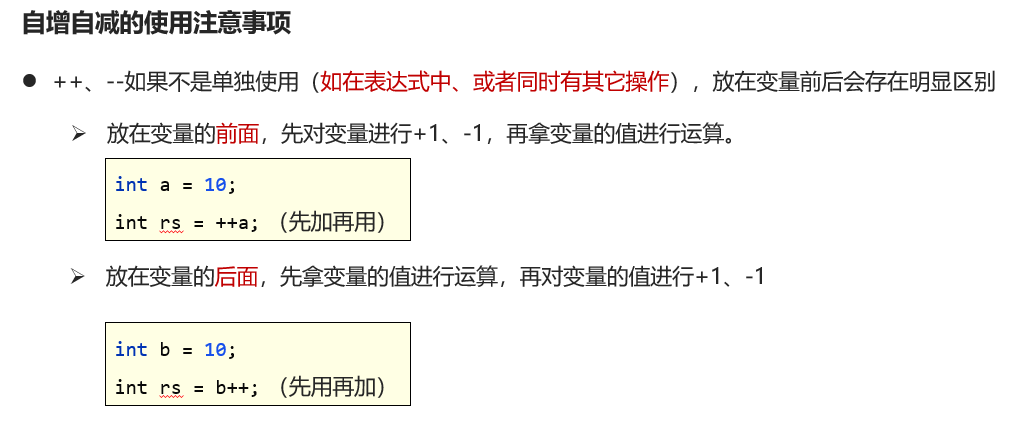 自增自减的使用注意事项
++、--如果不是单独使用（如在表达式中、或者同时有其它操作），放在变量前后会存在明显区别
放在变量的前面，先对变量进行+1、-1，再拿变量的值进行运算。
int a = 10;
int rs = ++a; （先加再用）
放在变量的后面，先拿变量的值进行运算，再对变量的值进行+1、-1
int b = 10;
int rs = b++; （先用再加）